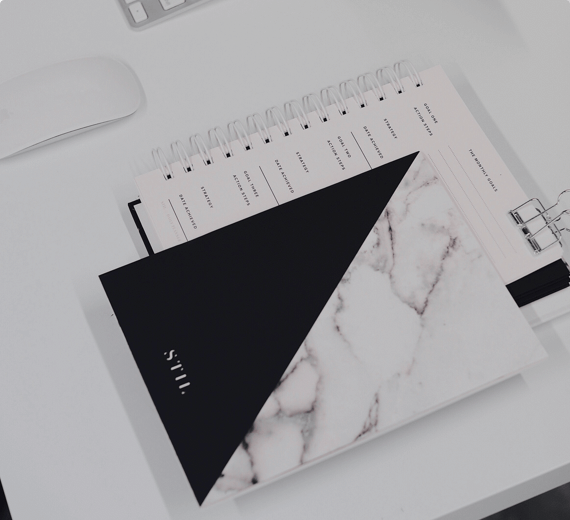 THE MONTHLY GOALS
GOAL ONE
ACTION STEPS
STRATEGY
DATE ACHIEVED
GOAL TWO
ACTION STEPS
STRATEGY
DATE ACHIEVED
GOAL THREE
ACTION STEPS
STRATEGY
DATE ACHIEVED
STIL